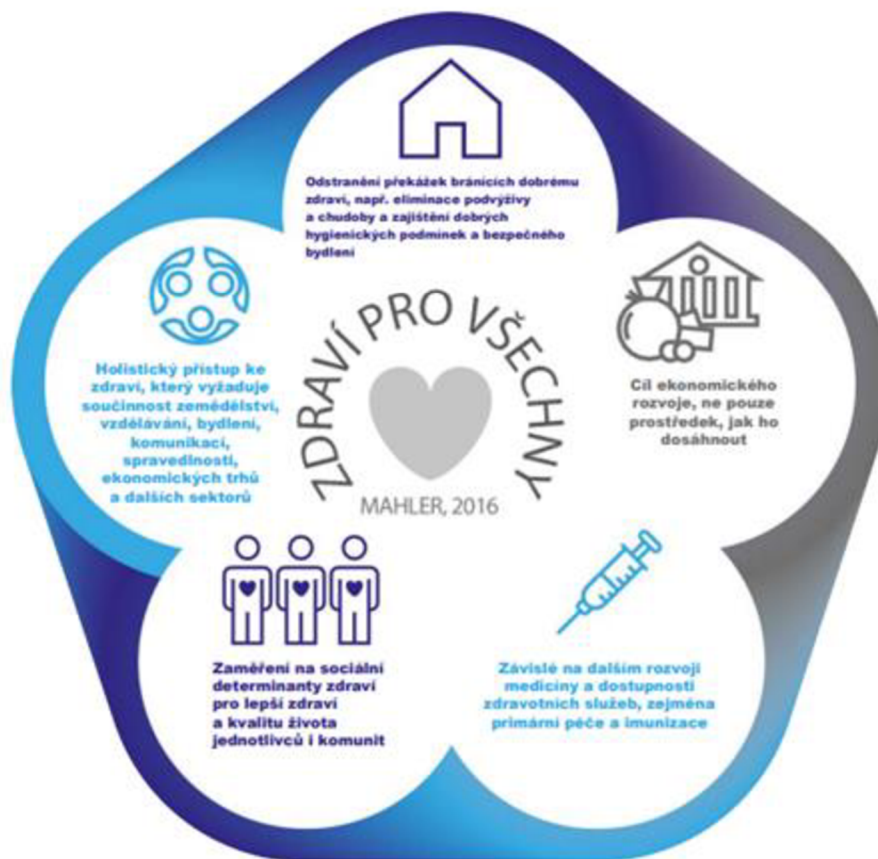 Odstranění překážek bránících dobrému
zdraví, např. eliminace podvýživy
a chudoby a zajištění dobrých
hygienických podmínek a bezpečného
bydlení
Holistický přístup ke
zdraví, který vyžaduje
součinnost zemědělství,
vzdělávání, bydlení,
komunikací,
spravedlnosti,
ekonomických trhů
a dalších sektorů
ZDRAVÍ PRO VŠECHNY
MAHLER, 2016
Cíl ekonomického
rozvoje, ne pouze
prostředek, jak ho
dosáhnout
Zaměření na sociální
determinanty zdraví
pro lepší zdraví
a kvalitu života
jednotlivců i komunit
Závislé na dalším rozvoji
medicíny a dostupnosti
zdravotních služeb, zejména
primární péče a imunizace